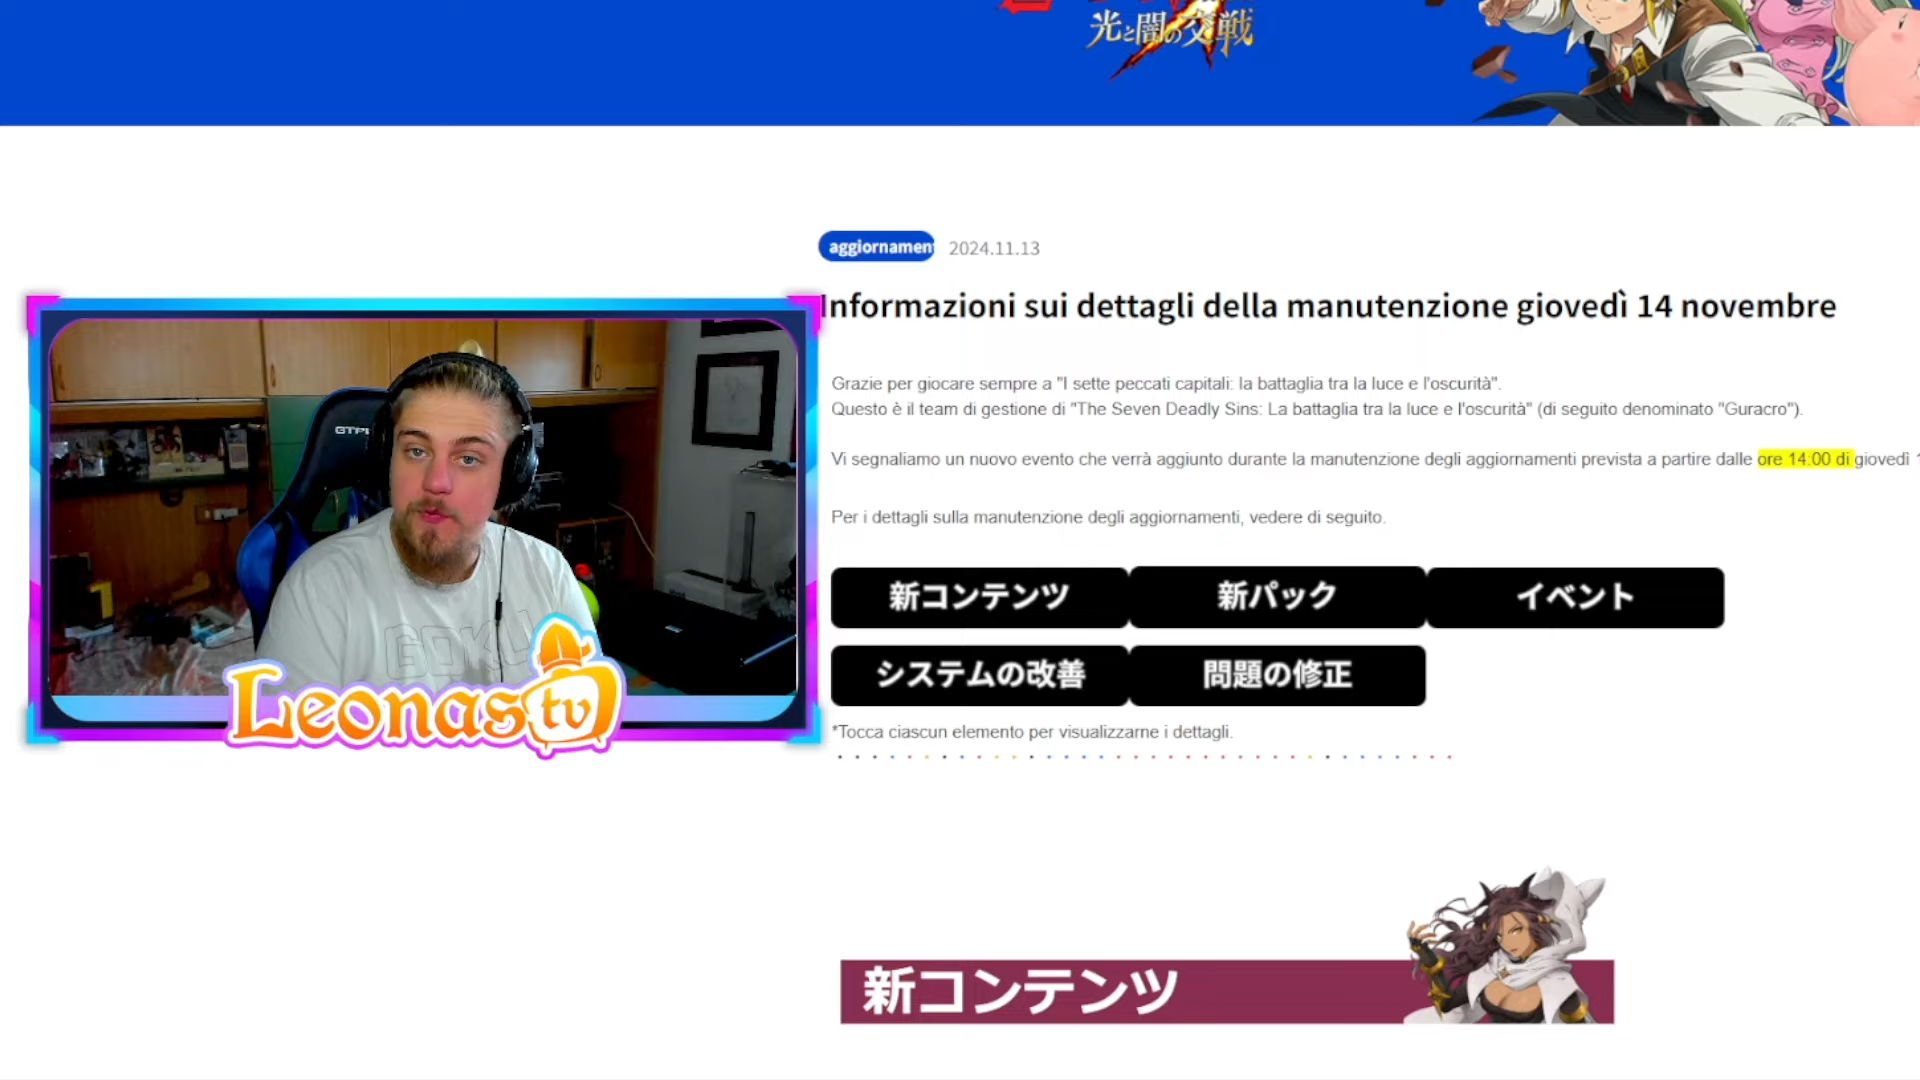 光と闇の交戦
aggiornamen
2024.11.13
Informazioni sui dettagli della manutenzione giovedì 14 novembre
Grazie per giocare sempre a "I sette peccati capitali: la battaglia tra la luce e l'oscurità".
Questo è il team di gestione di "The Seven Deadly Sins: La battaglia tra la luce e l'oscurità" (di seguito denominato "Guracro").
Vi segnaliamo un nuovo evento che verrà aggiunto durante la manutenzione degli aggiornamenti prevista a partire dalle ore 14:00 di giovedì 1
Per i dettagli sulla manutenzione degli aggiornamenti, vedere di seguito.
新コンテンツ
新パック
イベント
システムの改善
問題の修正
*Tocca ciascun elemento per visualizzarne i dettagli.
GTPL
GOKU
Leonas tv
新コンテンツ